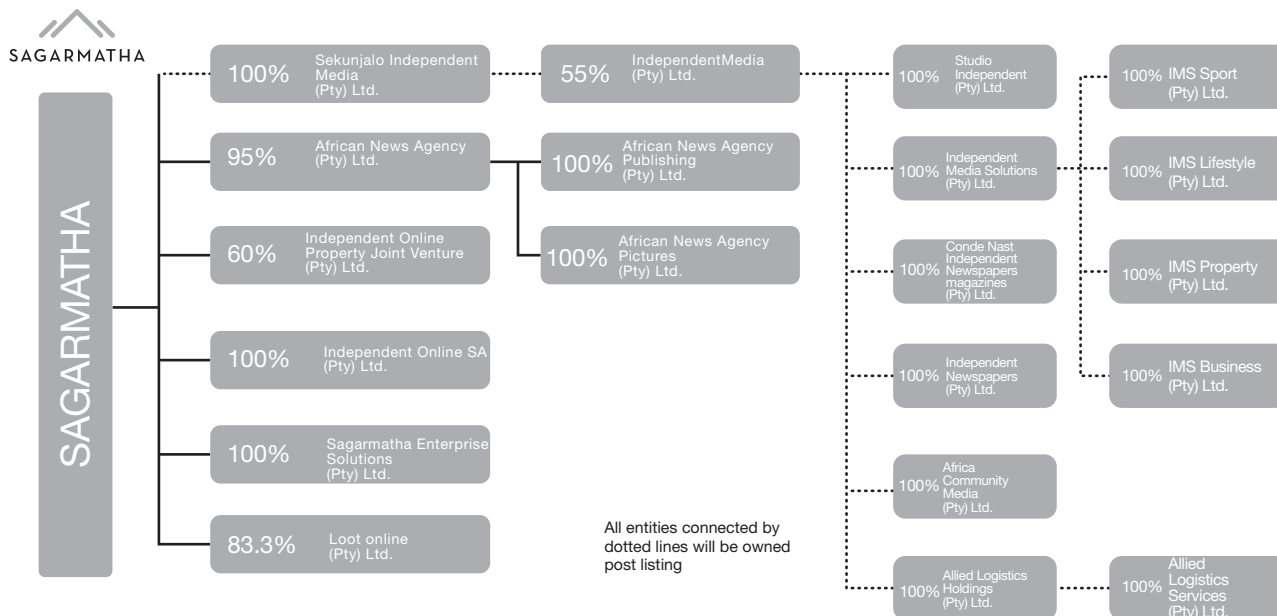 SAGARMATHA
SAGARMATHA
100%
Sekunjalo Independent
Media
(Pty) Ltd.
55%
IndependentMedia
(Pty) Ltd.
95%
African News Agency
(Pty) Ltd.
100%
African News Agency
Publishing
(Pty) Ltd.
100%
African News Agency
Pictures
(Pty) Ltd.
60%
Independent Online
Property Joint Venture
(Pty) Ltd.
100%
Independent Online SA
(Pty) Ltd.
100%
Sagarmatha Enterprise
Solutions
(Pty) Ltd.
83.3%
Loot online
(Pty) Ltd.
All entities connected by
dotted lines will be owned
post listing
100%
Studio
Independent
(Pty) Ltd.
100%
Independent
Media Solutions
(Pty) Ltd.
100%
Conde Nast
Independent
Newspapers
magazines
(Pty) Ltd.
100%
Independent
Newspapers
(Pty) Ltd.
100%
Africa
Community
Media
(Pty) Ltd.
100%
Allied Logistics
Holdings
(Pty) Ltd.
100%
IMS Sport
(Pty) Ltd.
100%
IMS Lifestyle
(Pty) Ltd.
100%
IMS Property
(Pty) Ltd.
100%
IMS Business
(Pty) Ltd.
100%
Allied
Logistics
Services
(Pty) Ltd.